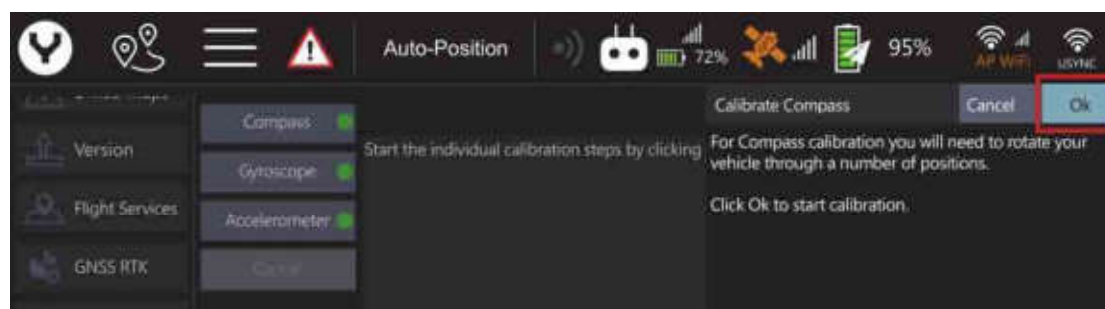 Auto-Position
72%
95%
AP WiFi
USYNC
Calibrate Compass
Cancel
Ok
Compass
Version
Start the individual calibration steps by clicking
For Compass calibration you will need to rotate your
vehicle through a number of positions.
Gyroscope
Flight Services
Accelerometer
Click Ok to start calibration.
GNSS RTK
Cancel